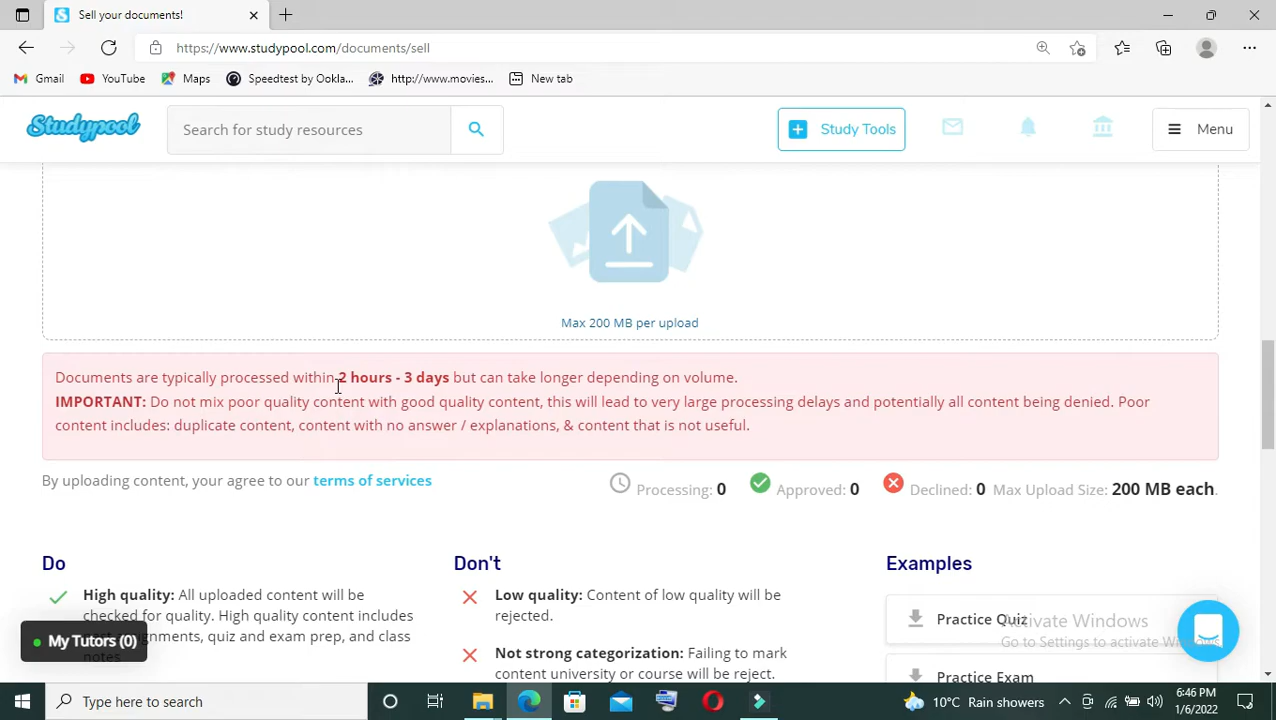 Sell your documents!
https://www.studypool.com/documents/sell
Gmail YouTube Maps Speedtest by Ookla... http://www.movies... New tab
Studypool Search for study resources Study Tools Menu
Max 200 MB per upload
Documents are typically processed within 2 hours - 3 days but can take longer depending on volume.
IMPORTANT: Do not mix poor quality content with good quality content, this will lead to very large processing delays and potentially all content being denied. Poor
content includes: duplicate content, content with no answer / explanations, & content that is not useful.
By uploading content, your agree to our terms of services
Processing: 0 Approved: 0 Declined: 0 Max Upload Size: 200 MB each.
Do
High quality: All uploaded content will be
checked for quality. High quality content includes
assignments, quiz and exam prep, and class
notes.
My Tutors (0)
Don't
Low quality: Content of low quality will be
rejected.
Not strong categorization: Failing to mark
content university or course will be reject.
Examples
Practice Quiz
Practice Exam
Activate Windows
Go to Settings to activate Windows.
Type here to search
10°C Rain showers
6:46 PM
1/6/2022